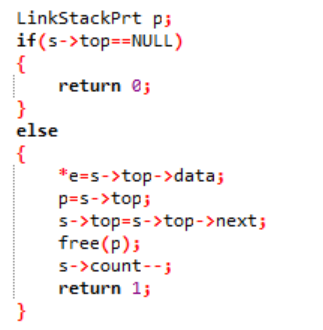 LinkStackPrt p;
if(s->top==NULL)
{
return 0;
}
else
{
*e=s->top->data;
p=s->top;
s->top=s->top->next;
free(p);
s->count--;
return 1;
}